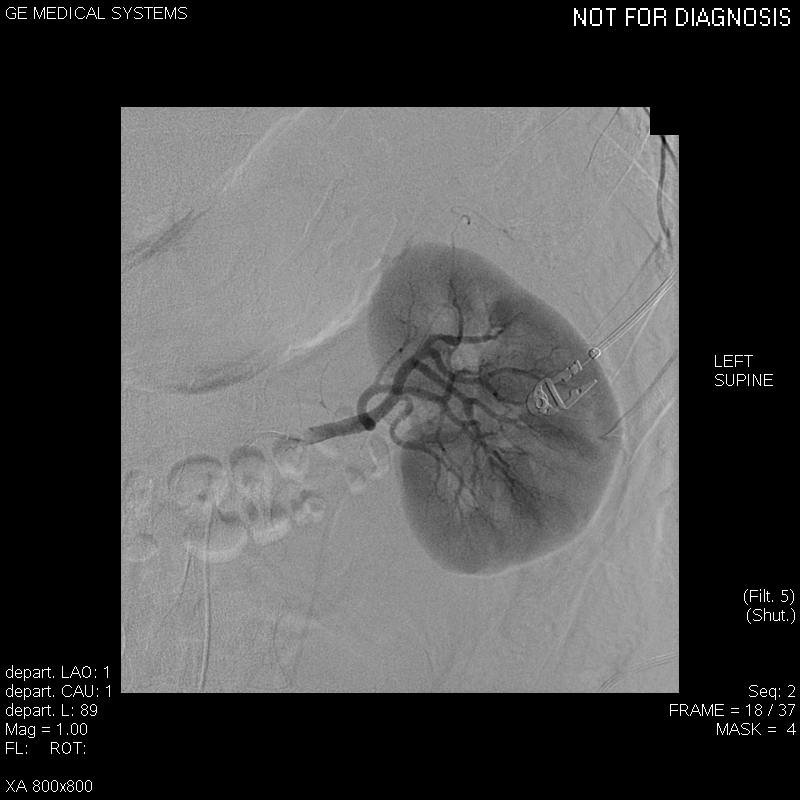 GE MEDICAL SYSTEMS
NOT FOR DIAGNOSIS
LEFT
SUPINE
(Filt. 5)
(Shut.)
depart. LAO: 1
depart. CAU: 1
depart. L: 89
Mag = 1.00
FL: ROT:
Seq: 2
FRAME = 18 / 37
MASK = 4
XA 800x800